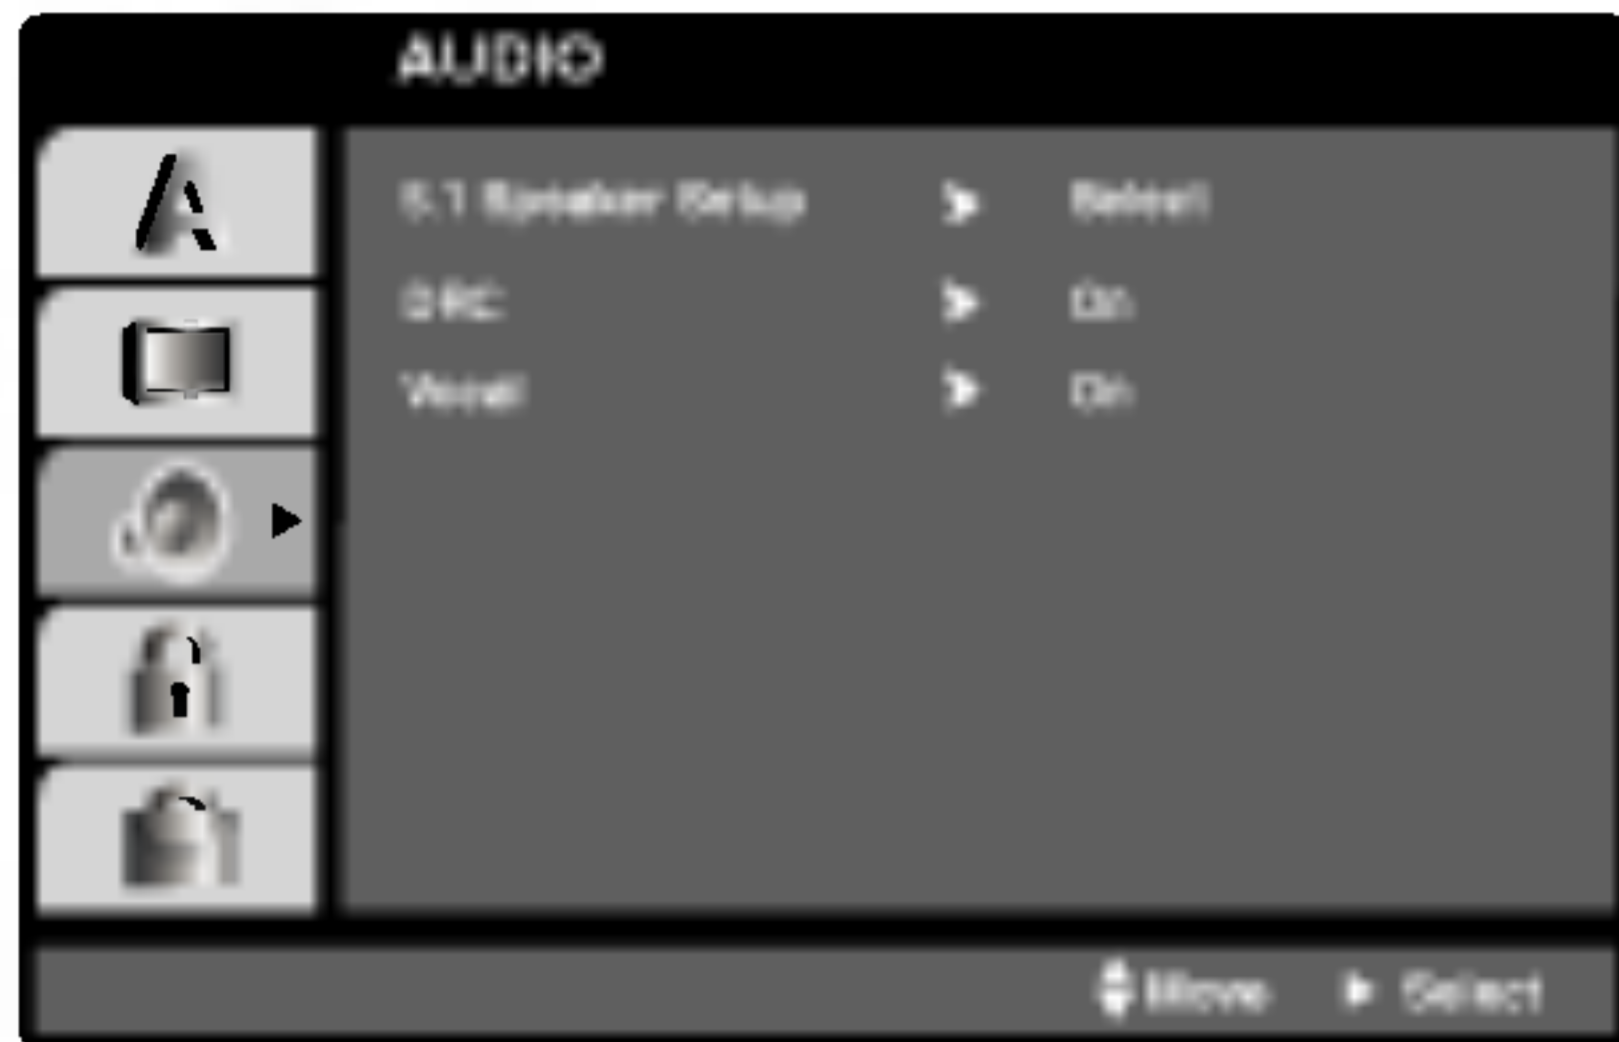 AUDIO
5.1 Speaker Setup Select
DRC On
Vocal On
Move Select